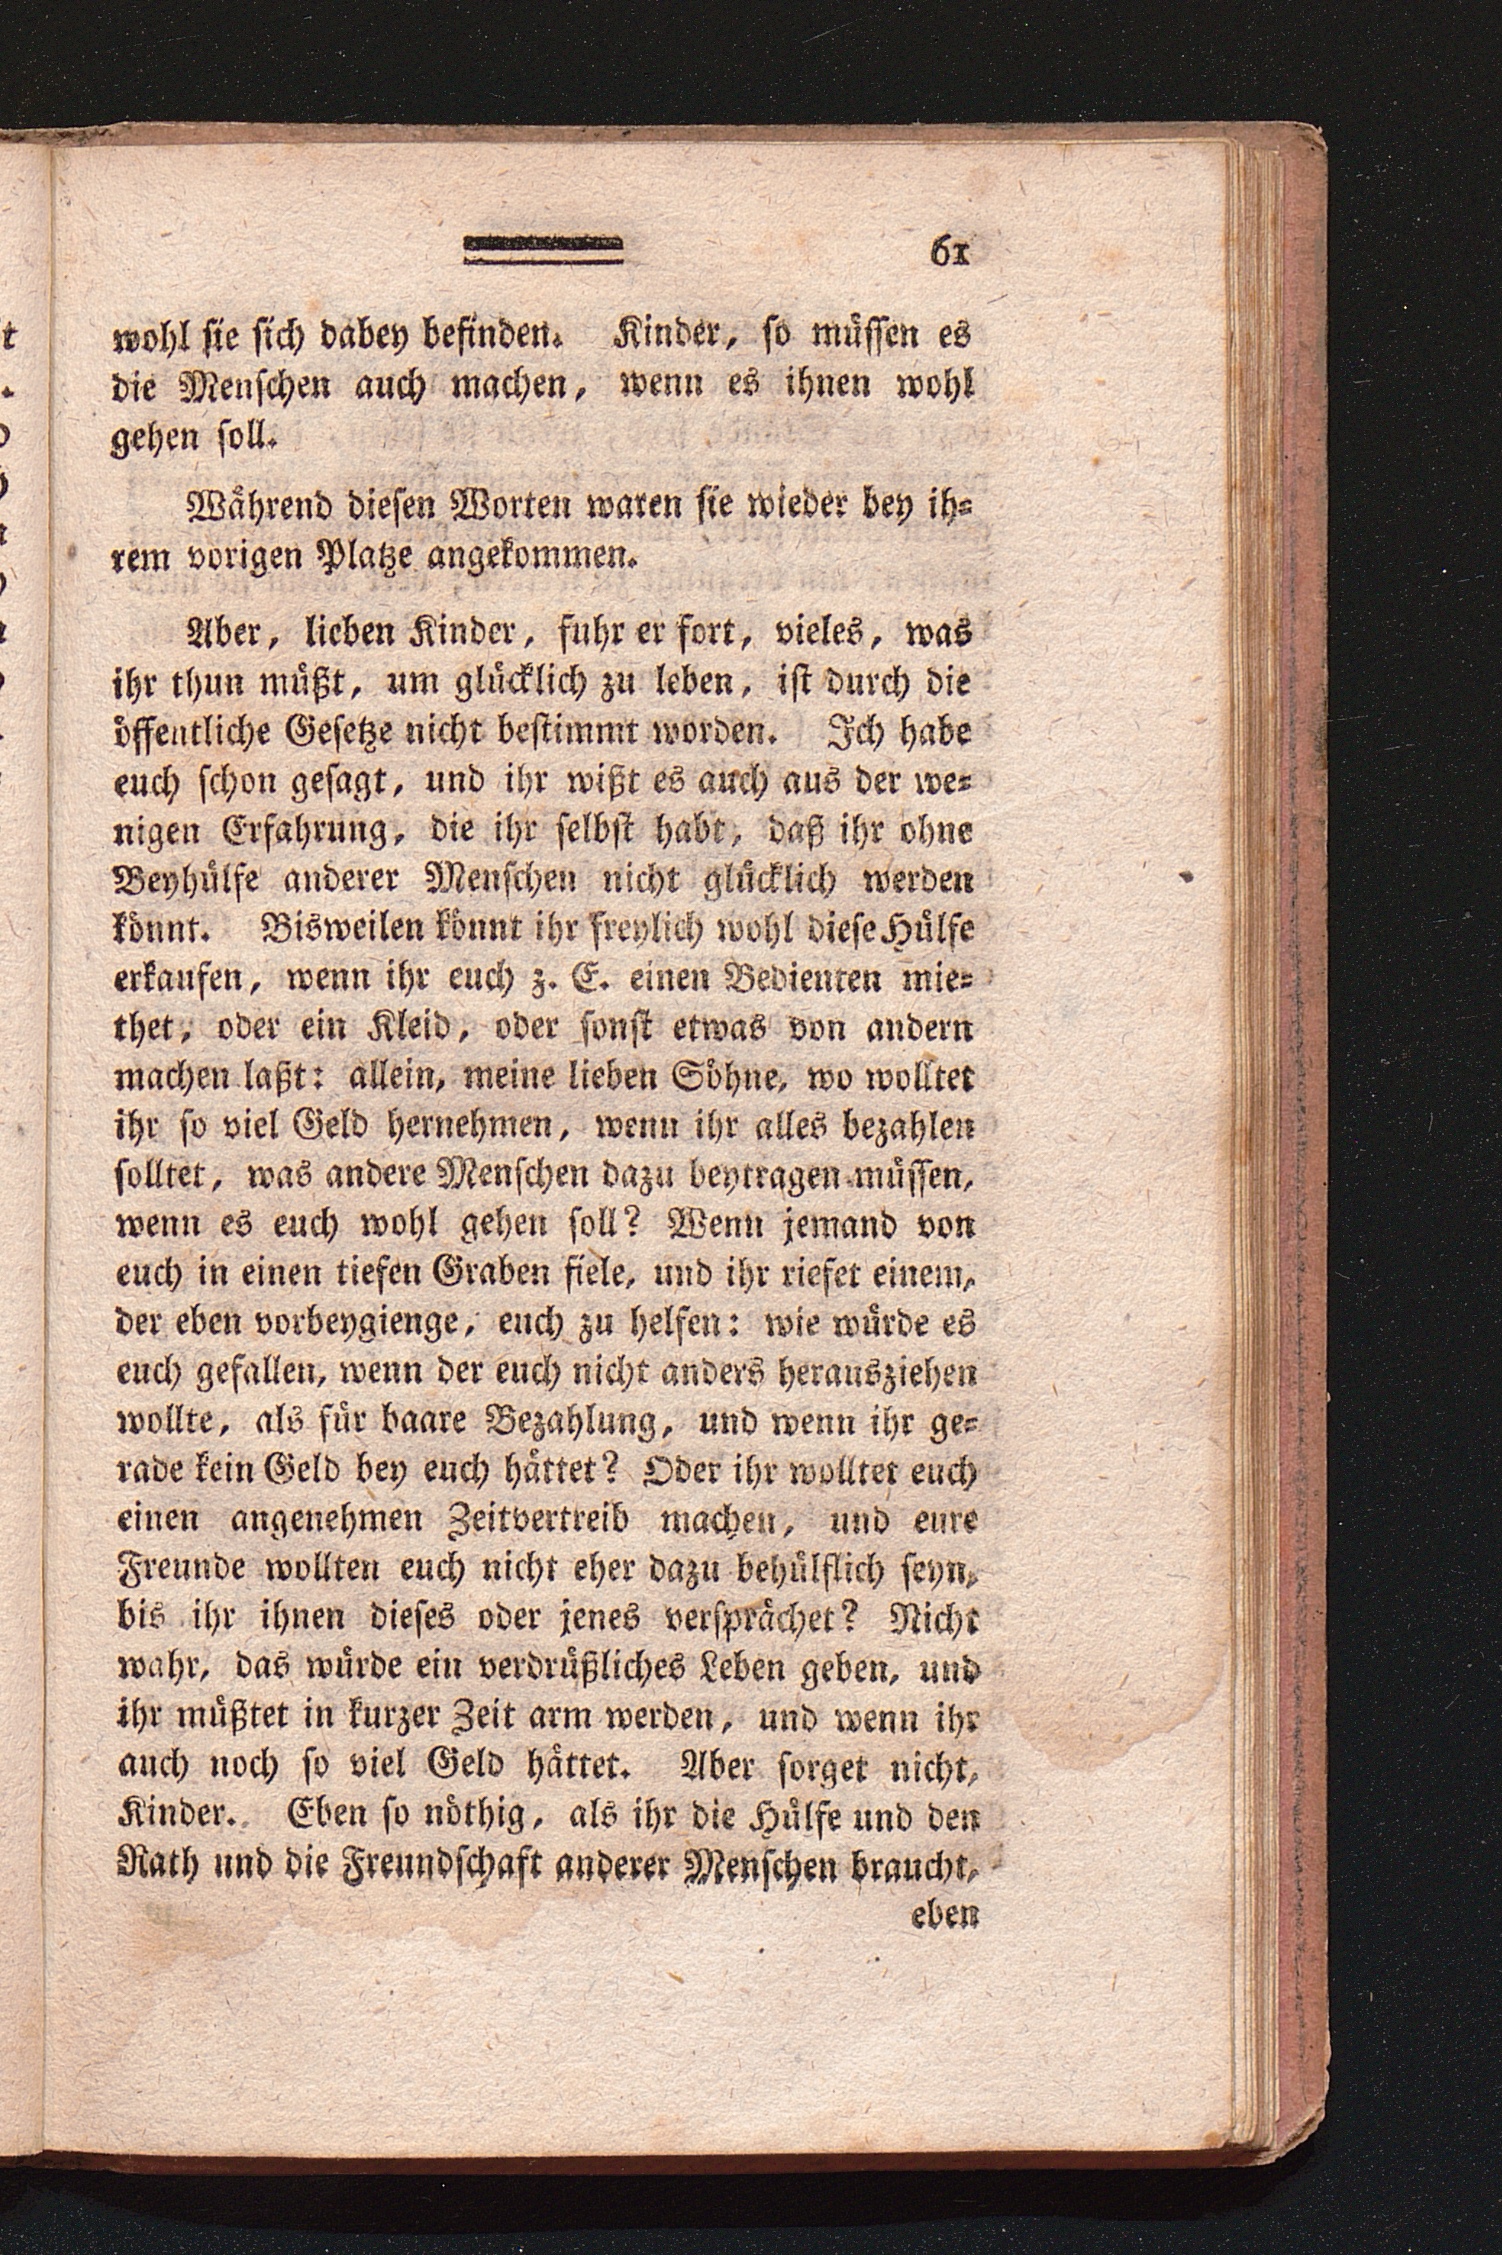 61
wohl ſie ſich dabey befinden. Kinder, ſo müſſen es
die Menſchen auch machen, wenn es ihnen wohl
gehen ſoll.
Während dieſen Worten waren ſie wieder bey ih⸗
rem vorigen Platze angekommen.
Aber, lieben Kinder, fuhr er fort, vieles, was
ihr thun müßt, um glücklich zu leben, iſt durch die
öffentliche Geſetze nicht beſtimmt worden. Ich habe
euch ſchon geſagt, und ihr wißt es auch aus der we⸗
nigen Erfahrung, die ihr ſelbſt habt, daß ihr ohne
Beyhülfe anderer Menſchen nicht glücklich werden
könnt. Bisweilen könnt ihr freylich wohl dieſe Hülfe
erkaufen, wenn ihr euch z. E. einen Bedienten mie⸗
thet, oder ein Kleid, oder ſonſt etwas von andern
machen laßt: allein, meine lieben Söhne, wo wolltet
ihr ſo viel Geld hernehmen, wenn ihr alles bezahlen
ſolltet, was andere Menſchen dazu beytragen müſſen,
wenn es euch wohl gehen ſoll? Wenn jemand von
euch in einen tiefen Graben fiele, und ihr riefet einem,
der eben vorbeygienge, euch zu helfen: wie würde es
euch gefallen, wenn der euch nicht anders herausziehen
wollte, als für baare Bezahlung, und wenn ihr ge⸗
rade kein Geld bey euch hättet? Oder ihr wolltet euch
einen angenehmen Zeitvertreib machen, und eure
Freunde wollten euch nicht eher dazu behülflich ſeyn,
bis ihr ihnen dieſes oder jenes verſprächet? Nicht
wahr, das würde ein verdrüßliches Leben geben, und
ihr müßtet in kurzer Zeit arm werden, und wenn ihr
auch noch ſo viel Geld hättet. Aber ſorget nicht,
Kinder. Eben ſo nöthig, als ihr die Hülfe und den
Rath und die Freundſchaft anderer Menſchen braucht,
eben